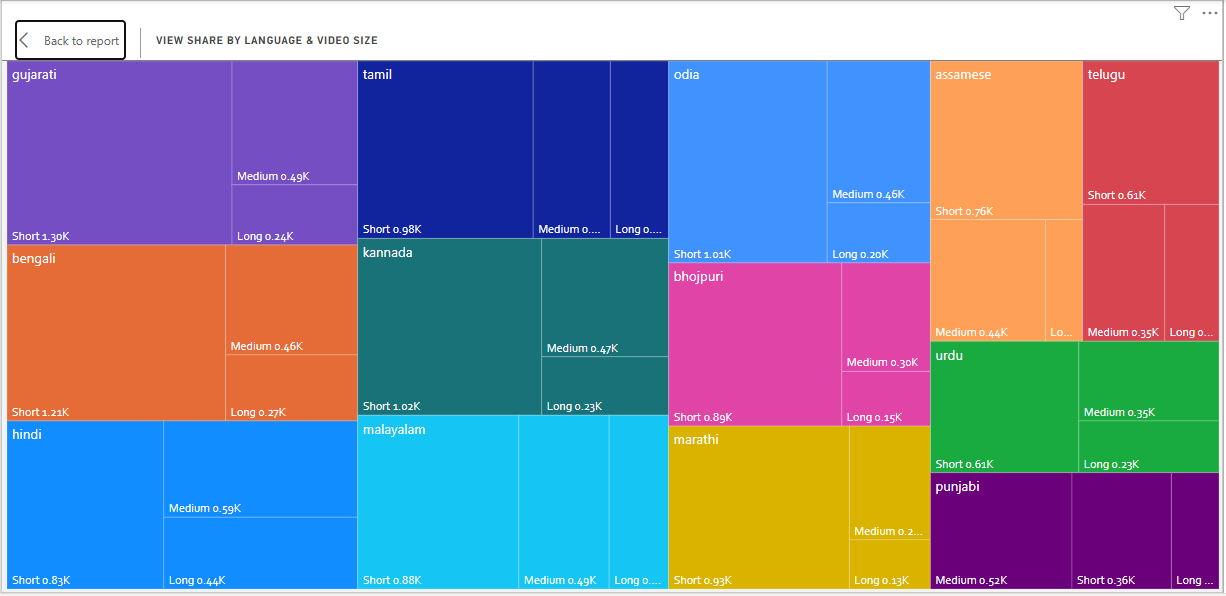 Back to report
VIEW SHARE BY LANGUAGE & VIDEO SIZE
gujarati
Short 1.30K
Medium 0.49K
Long 0.24K
bengali
Short 1.21K
Medium 0.46K
Long 0.27K
hindi
Short 0.83K
Medium 0.59K
Long 0.44K
tamil
Short 0.98K
Medium 0....
Long 0....
kannada
Short 1.02K
Medium 0.47K
Long 0.23K
malayalam
Short 0.88K
Medium 0.49K
Long 0....
odia
Short 1.01K
Medium 0.46K
Long 0.20K
bhojpuri
Short 0.89K
Medium 0.30K
Long 0.15K
marathi
Short 0.93K
Medium 0.2...
Long 0.13K
assamese
Short 0.76K
Medium 0.44K
Lo...
telugu
Short 0.61K
Medium 0.35K
Long 0...
urdu
Short 0.61K
Medium 0.35K
Long 0.23K
punjabi
Medium 0.52K
Short 0.36K
Long ...